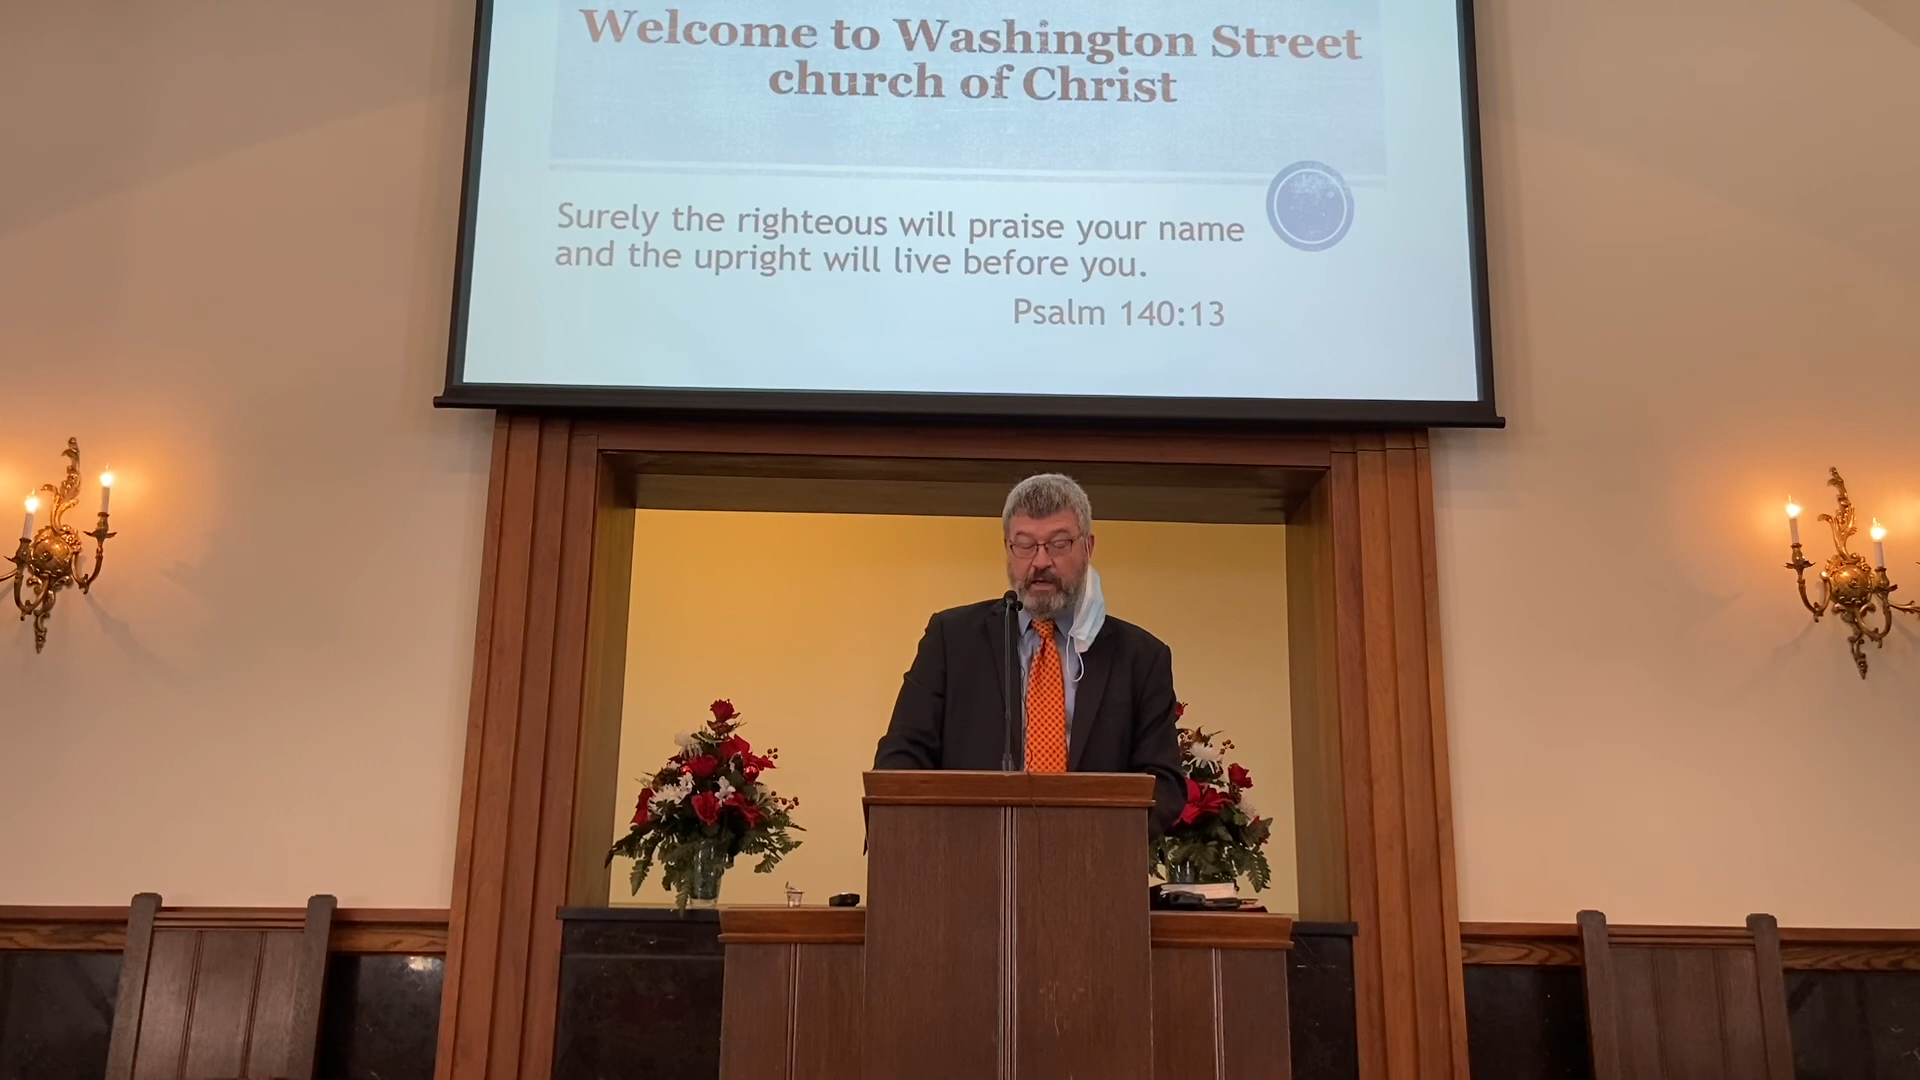 Welcome to Washington Street
church of Christ
Surely the righteous will praise your name
and the upright will live before you.
Psalm 140:13